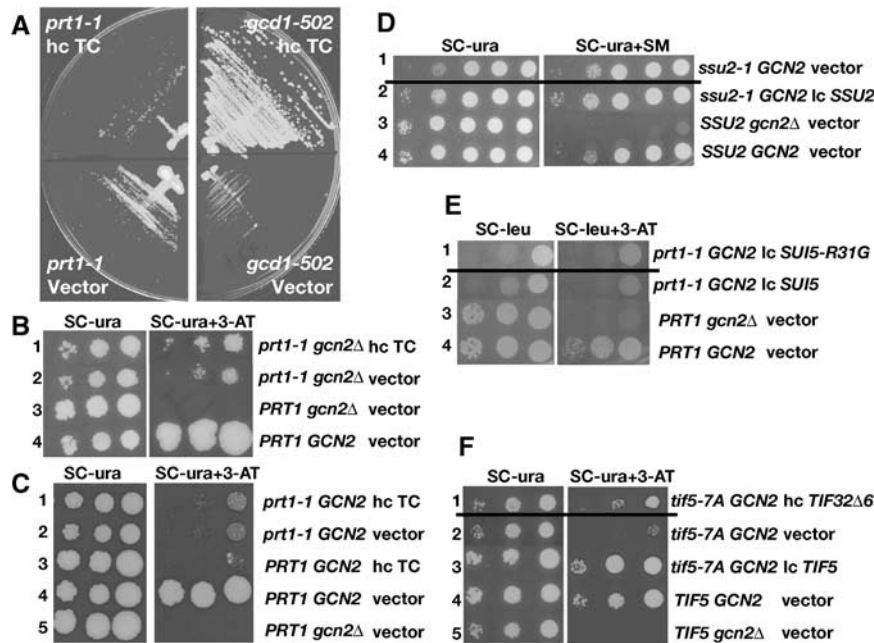 A
prt1-1
hc TC
gcd1-502
hc TC
prt1-1
Vector
gcd1-502
Vector
B
SC-ura SC-ura+3-AT
1 prt1-1 gcn2Δ hc TC
2 prt1-1 gcn2Δ vector
3 PRT1 gcn2Δ vector
4 PRT1 GCN2 vector
C
SC-ura SC-ura+3-AT
1 prt1-1 GCN2 hc TC
2 prt1-1 GCN2 vector
3 PRT1 GCN2 hc TC
4 PRT1 GCN2 vector
5 PRT1 gcn2Δ vector
D
SC-ura SC-ura+SM
1 ssu2-1 GCN2 vector
2 ssu2-1 GCN2 lc SSU2
3 SSU2 gcn2Δ vector
4 SSU2 GCN2 vector
E
SC-leu SC-leu+3-AT
1 prt1-1 GCN2 lc SUI5-R31G
2 prt1-1 GCN2 lc SUI5
3 PRT1 gcn2Δ vector
4 PRT1 GCN2 vector
F
SC-ura SC-ura+3-AT
1 tif5-7A GCN2 hc TIF32Δ6
2 tif5-7A GCN2 vector
3 tif5-7A GCN2 lc TIF5
4 TIF5 GCN2 vector
5 TIF5 gcn2Δ vector